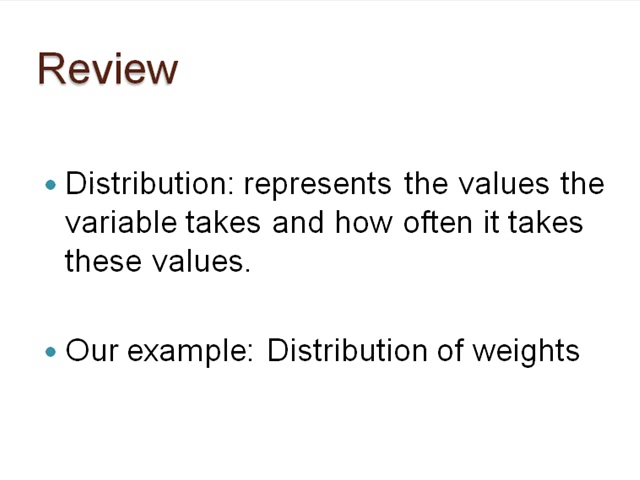 Review
• Distribution: represents the values the
variable takes and how often it takes
these values.
• Our example: Distribution of weights